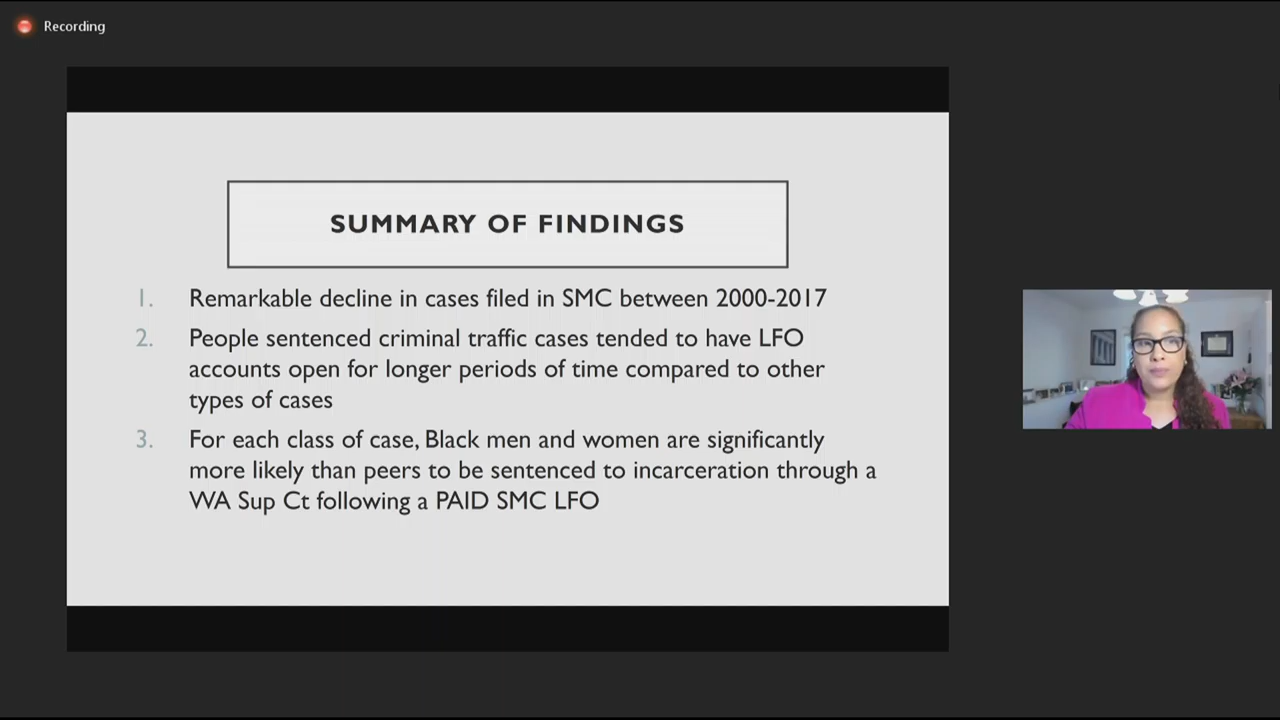 Recording
SUMMARY OF FINDINGS
1. Remarkable decline in cases filed in SMC between 2000-2017
2. People sentenced criminal traffic cases tended to have LFO
accounts open for longer periods of time compared to other
types of cases
3. For each class of case, Black men and women are significantly
more likely than peers to be sentenced to incarceration through a
WA Sup Ct following a PAID SMC LFO